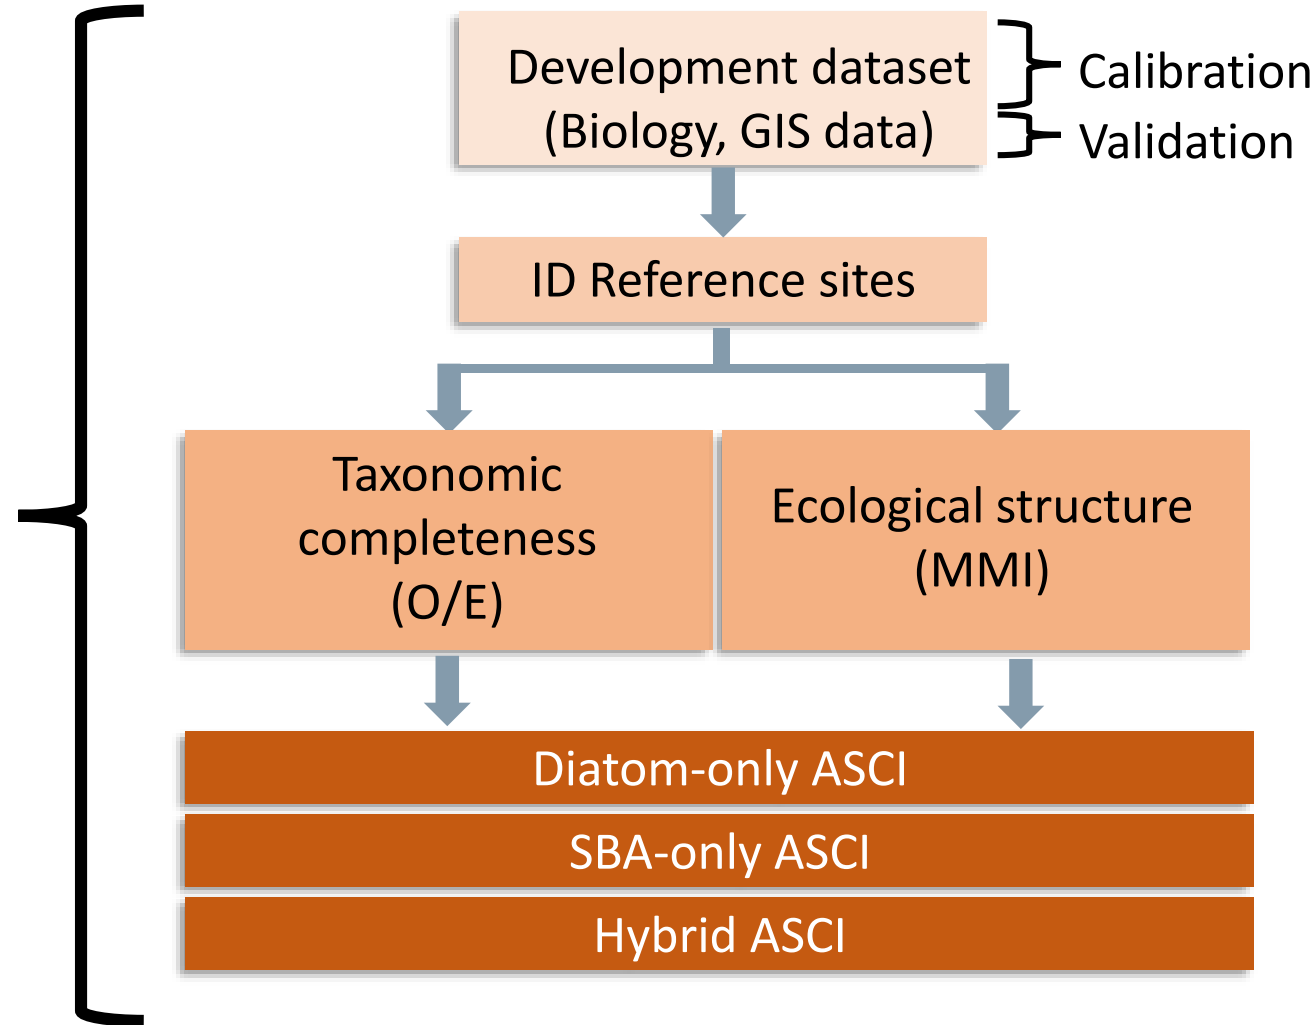 Development dataset
(Biology, GIS data)
Calibration
Validation
ID Reference sites
Taxonomic
completeness
(O/E)
Ecological structure
(MMI)
Diatom-only ASCI
SBA-only ASCI
Hybrid ASCI